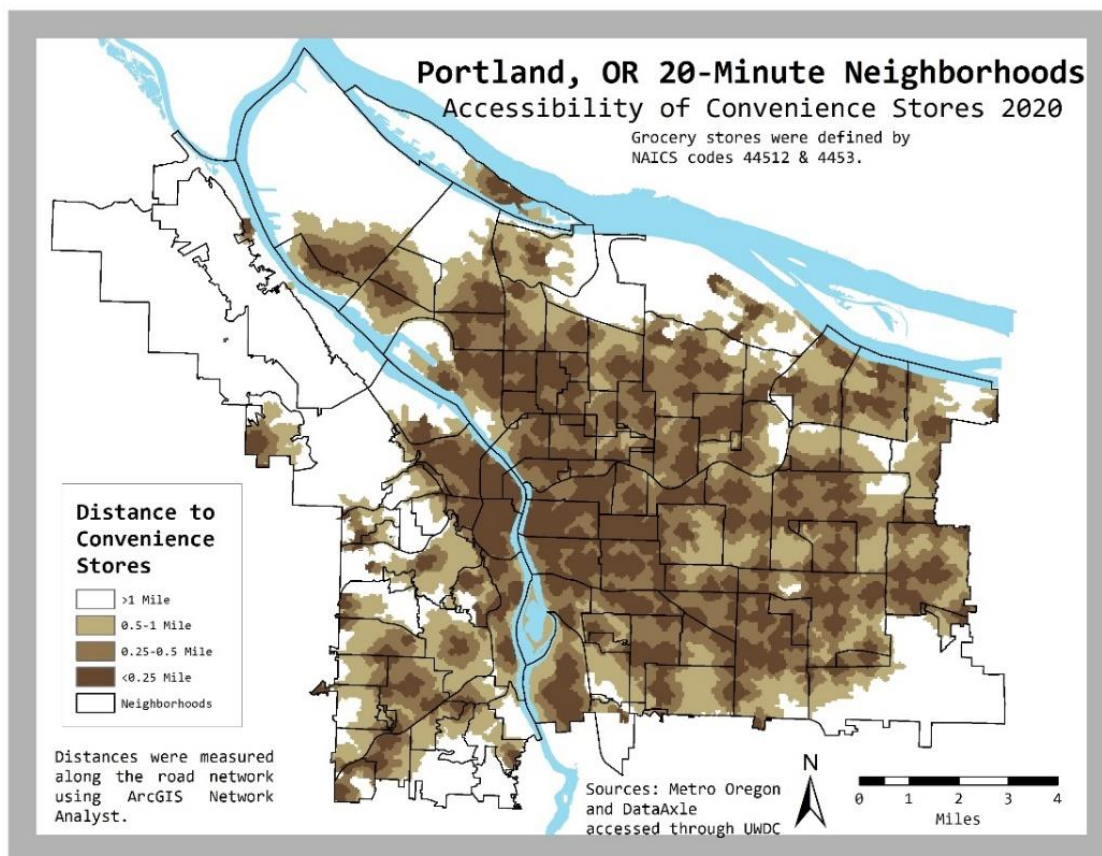 Portland, OR 20-Minute Neighborhoods
Accessibility of Convenience Stores 2020
Grocery stores were defined by
NAICS codes 44512 & 4453.
Distance to
Convenience
Stores
>1 Mile
0.5-1 Mile
0.25-0.5 Mile
<0.25 Mile
Neighborhoods
Distances were measured
along the road network
using ArcGIS Network
Analyst.
Sources: Metro Oregon
and DataAxle
accessed through UWDC
N
0 1 2 3 4
Miles